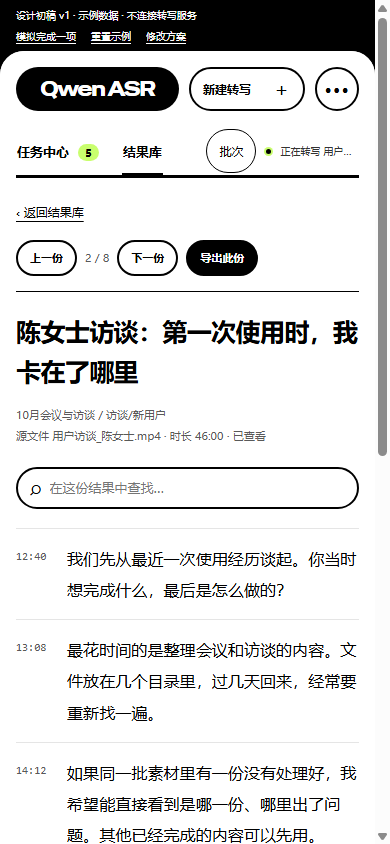 设计初稿 v1 · 示例数据 · 不连接转写服务
模拟完成一项 重置示例 修改方案
Qwen ASR 新建转写 + •••
任务中心 5 结果库 批次 正在转写 用户...
‹ 返回结果库
上一份 2 / 8 下一份 导出此份
陈女士访谈：第一次使用时，我
卡在了哪里
10月会议与访谈 / 访谈/新用户
源文件 用户访谈_陈女士.mp4 · 时长 46:00 · 已查看
在这份结果中查找...
12:40 我们先从最近一次使用经历谈起。你当时
想完成什么，最后是怎么做的？
13:08 最花时间的是整理会议和访谈的内容。文
件放在几个目录里，过几天回来，经常要
重新找一遍。
14:12 如果同一批素材里有一份没有处理好，我
希望能直接看到是哪一份、哪里出了问
题。其他已经完成的内容可以先用。